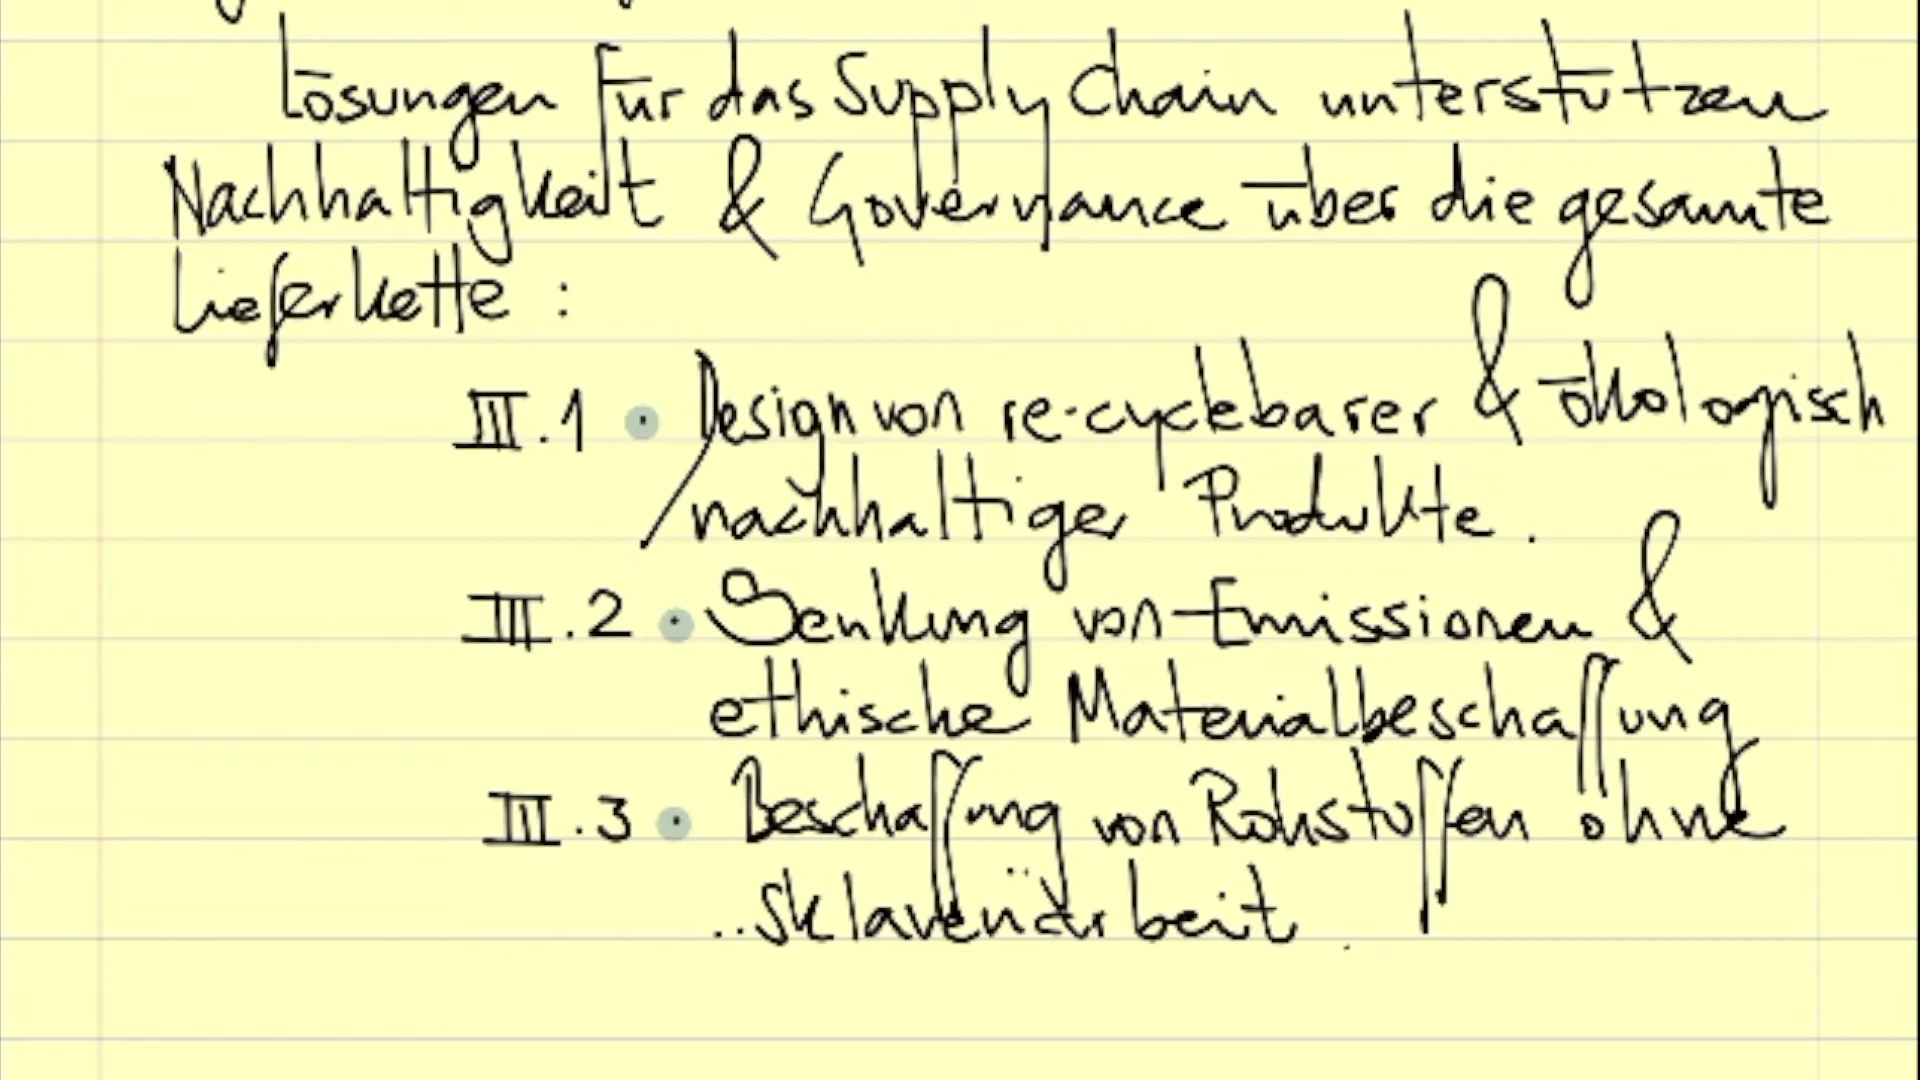 Lösungen für das Supply Chain unterstützen
Nachhaltigkeit & Governance über die gesamte
Lieferkette :
III.1 • Design von re-cyclebarer & ökologisch
nachhaltiger Produkte.
III.2 • Senkung von Emissionen &
ethische Materialbeschaffung
III.3 • Beschaffung von Rohstoffen ohne
..sklavenarbeit.